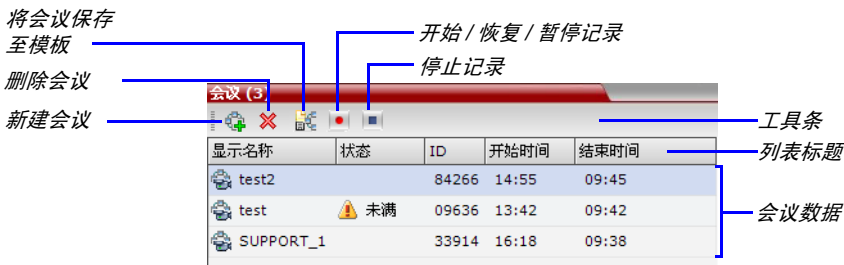 将会议保存
至模板
删除会议
新建会议
开始 / 恢复 / 暂停记录
停止记录
会议 (3)
工具条
列表标题
会议数据
显示名称 状态 ID 开始时间 结束时间
test2 84266 14:55 09:45
test 未满 09636 13:42 09:42
SUPPORT_1 33914 16:18 09:38